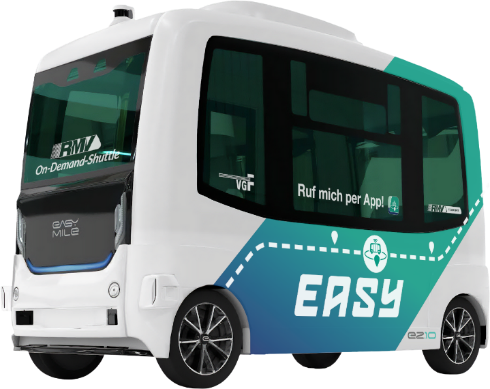 RMV
On-Demand-Shuttle
EASY
MILE
VGF
Ruf mich per App!
RMV
EASY
EZ10